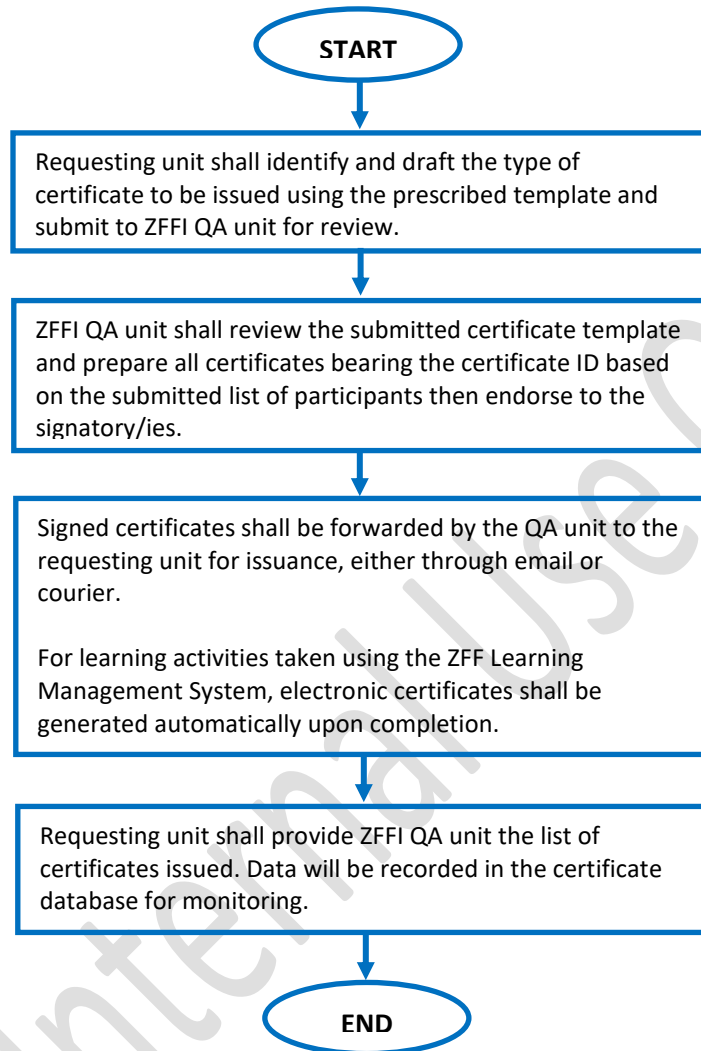 START
Requesting unit shall identify and draft the type of
certificate to be issued using the prescribed template and
submit to ZFFI QA unit for review.
ZFFI QA unit shall review the submitted certificate template
and prepare all certificates bearing the certificate ID based
on the submitted list of participants then endorse to the
signatory/ies.
Signed certificates shall be forwarded by the QA unit to the
requesting unit for issuance, either through email or
courier.
For learning activities taken using the ZFF Learning
Management System, electronic certificates shall be
generated automatically upon completion.
Requesting unit shall provide ZFFI QA unit the list of
certificates issued. Data will be recorded in the certificate
database for monitoring.
END
Internal Use